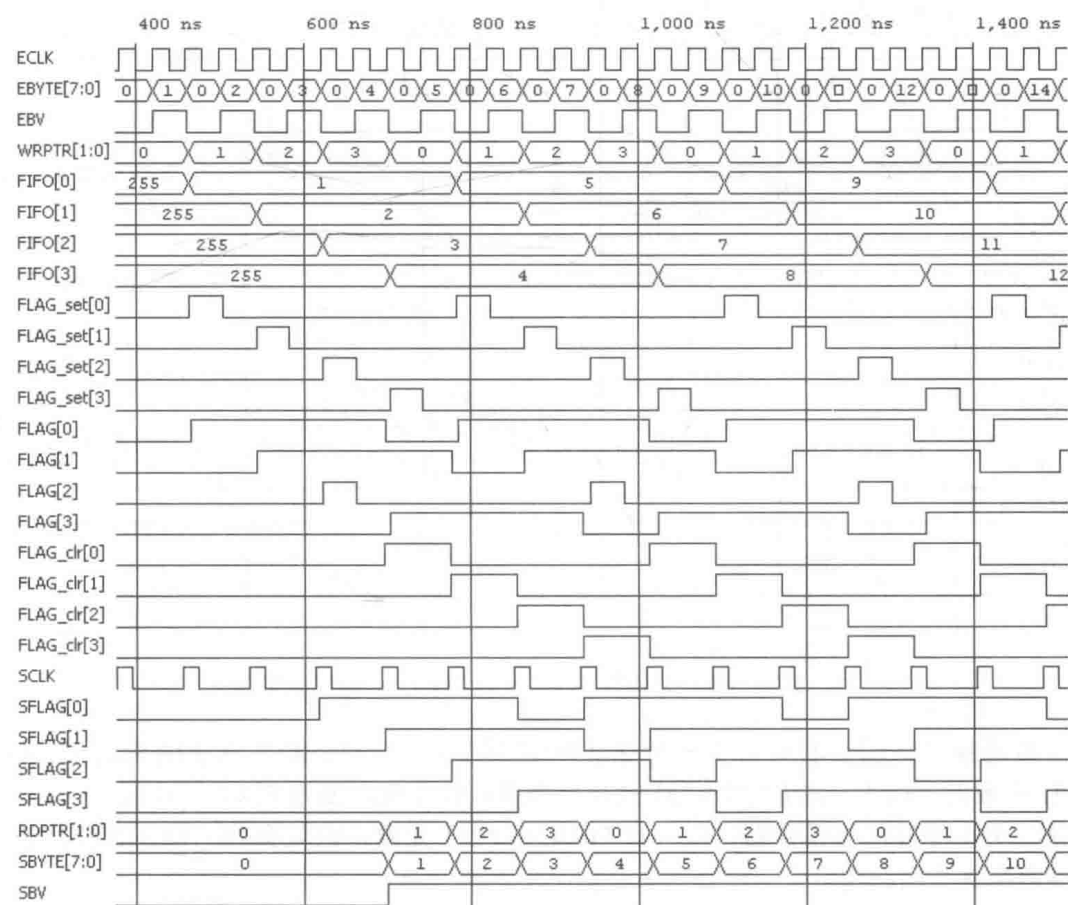 400 ns 600 ns 800 ns 1,000 ns 1,200 ns 1,400 ns
ECLK
EBYTE[7:0] 0 1 0 2 0 3 0 4 0 5 0 6 0 7 0 8 0 9 0 10 0 0 12 0 0 14
EBV
WRPTR[1:0] 0 1 2 3 0 1 2 3 0 1 2 3 0 1
FIFO[0] 255 1 5 9
FIFO[1] 255 2 6 10
FIFO[2] 255 3 7 11
FIFO[3] 255 4 8 12
FLAG_set[0]
FLAG_set[1]
FLAG_set[2]
FLAG_set[3]
FLAG[0]
FLAG[1]
FLAG[2]
FLAG[3]
FLAG_clr[0]
FLAG_clr[1]
FLAG_clr[2]
FLAG_clr[3]
SCLK
SFLAG[0]
SFLAG[1]
SFLAG[2]
SFLAG[3]
RDPTR[1:0] 0 1 2 3 0 1 2 3 0 1 2
SBYTE[7:0] 0 1 2 3 4 5 6 7 8 9 10
SBV